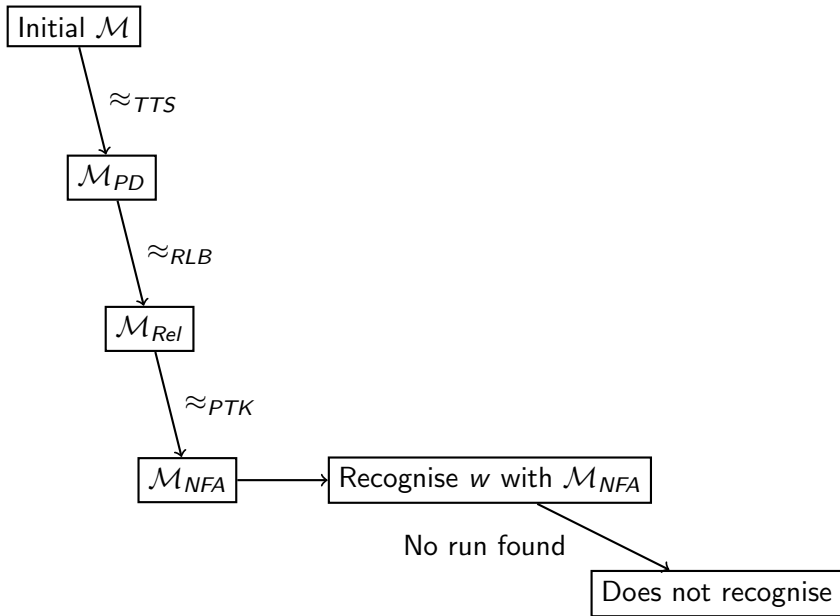 Initial ℳ
≈TTS
ℳPD
≈RLB
ℳRel
≈PTK
ℳNFA
Recognise w with ℳNFA
No run found
Does not recognise